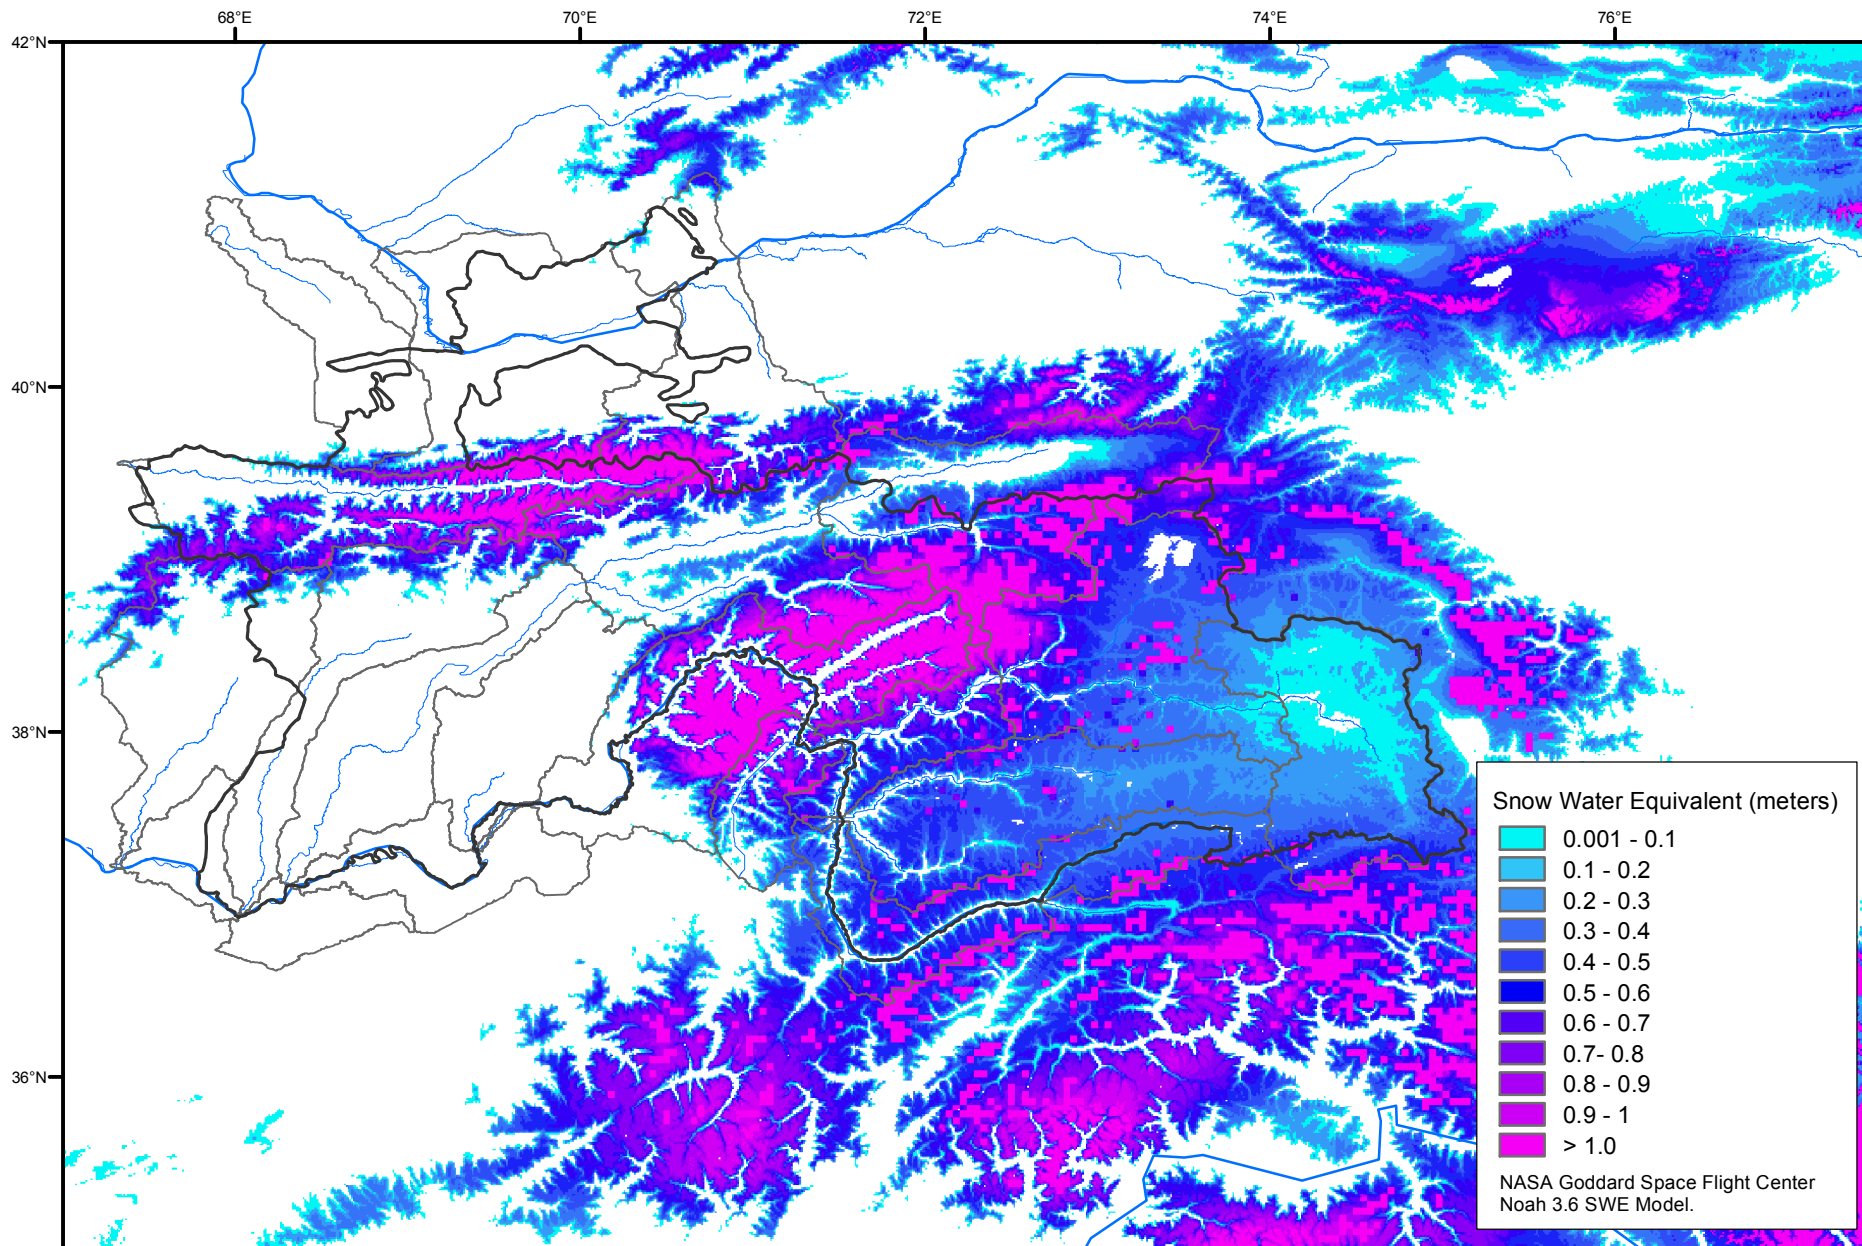 68°E
70°E
72°E
74°E
76°E
42°N
40°N
38°N
36°N
Snow Water Equivalent (meters)
0.001 - 0.1
0.1 - 0.2
0.2 - 0.3
0.3 - 0.4
0.4 - 0.5
0.5 - 0.6
0.6 - 0.7
0.7- 0.8
0.8 - 0.9
0.9 - 1
> 1.0
NASA Goddard Space Flight Center
Noah 3.6 SWE Model.